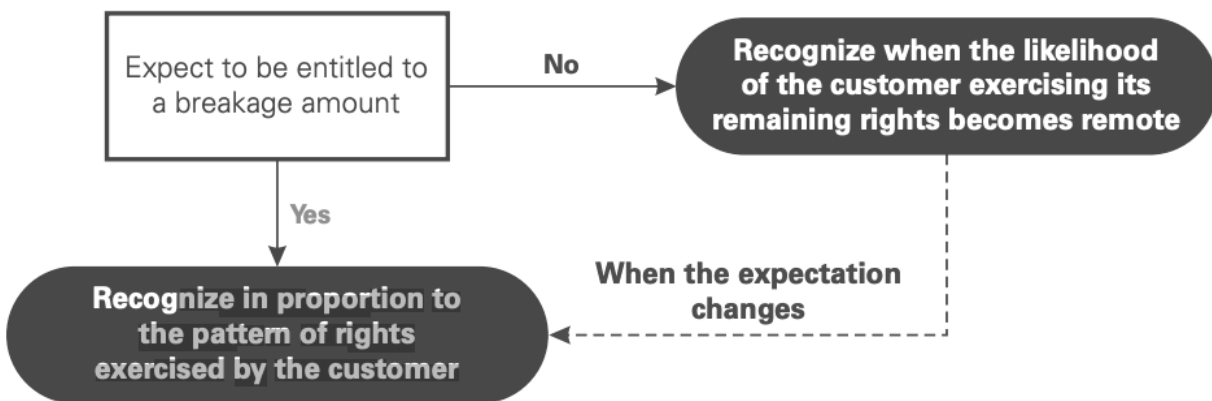 Expect to be entitled to
a breakage amount
No
Recognize when the likelihood
of the customer exercising its
remaining rights becomes remote
Yes
When the expectation
changes
Recognize in proportion to
the pattern of rights
exercised by the customer